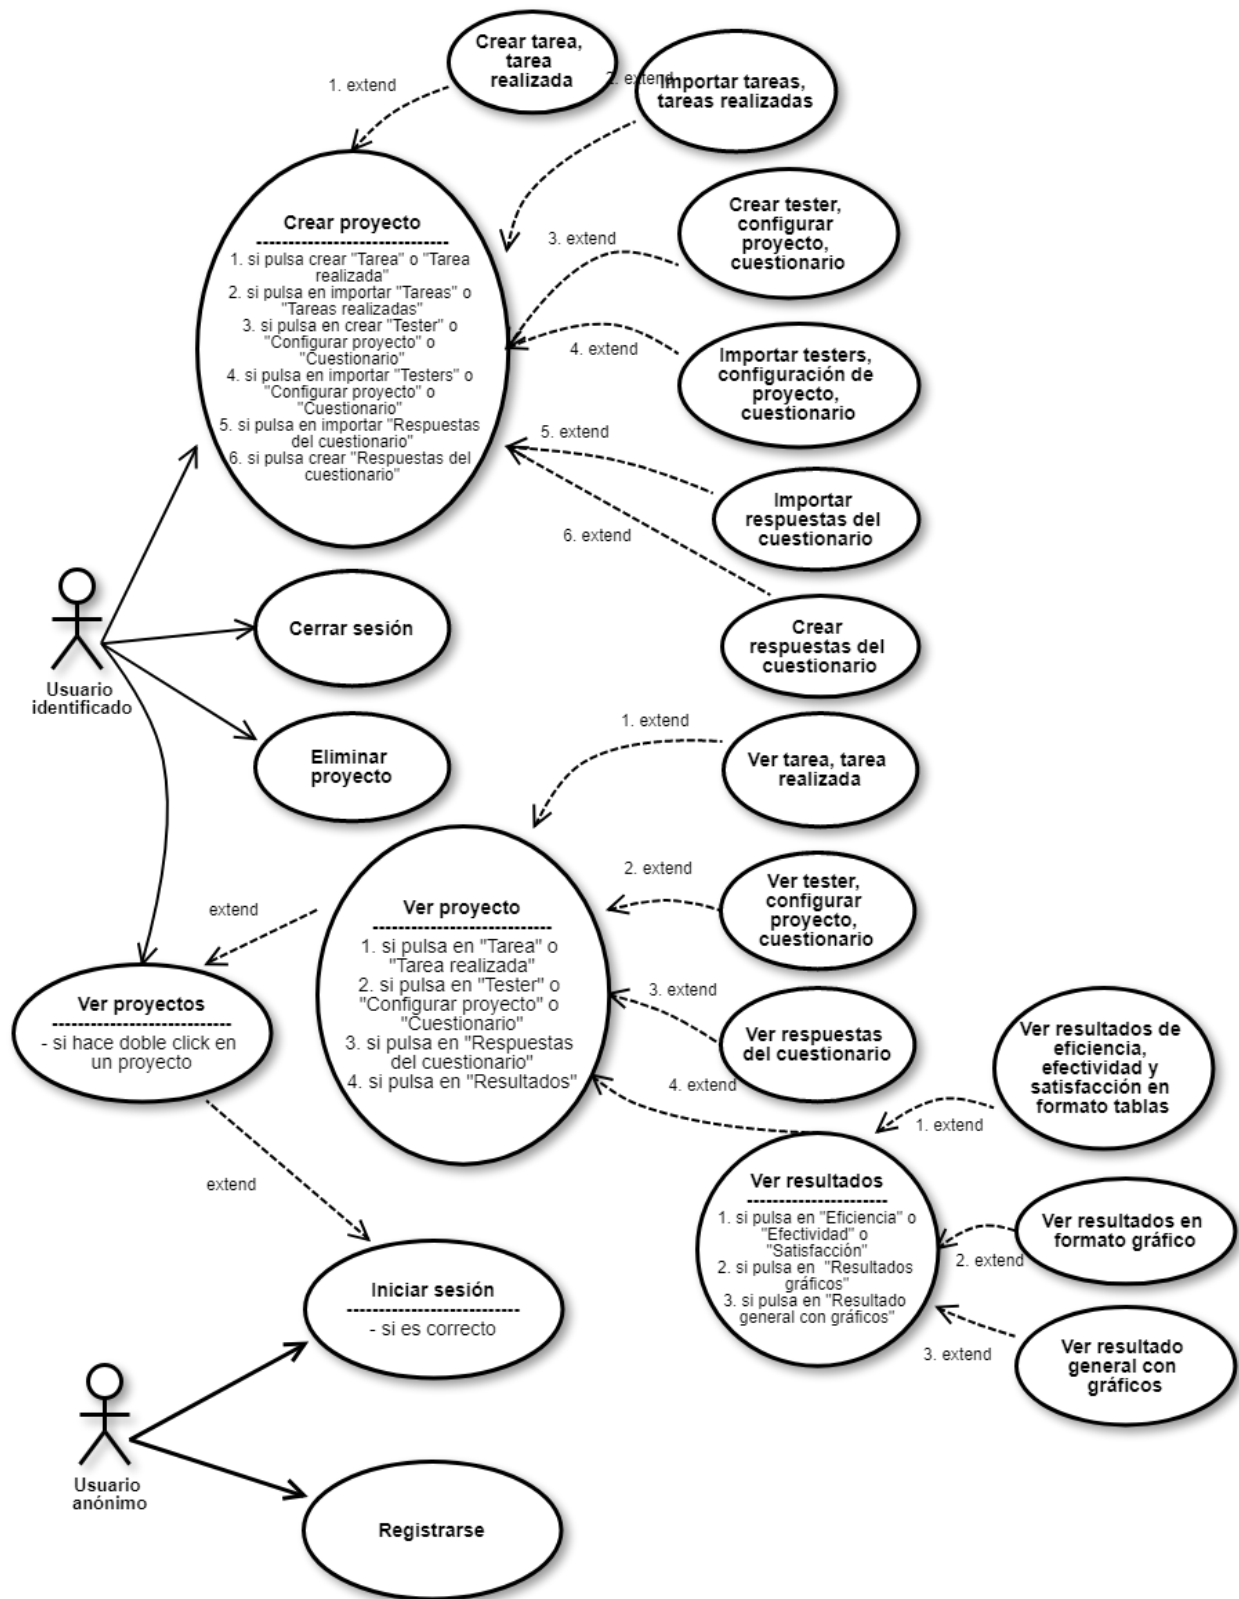 Crear tarea,
tarea
realizada
1. extend
2. extend
Importar tareas,
tareas realizadas
Crear proyecto
1. si pulsa crear "Tarea" o "Tarea
realizada"
2. si pulsa en importar "Tareas" o
"Tareas realizadas"
3. si pulsa en crear "Tester" o
"Configurar proyecto" o
"Cuestionario"
4. si pulsa en importar "Testers" o
"Configurar proyecto" o
"Cuestionario"
5. si pulsa en importar "Respuestas
del cuestionario"
6. si pulsa crear "Respuestas del
cuestionario"
3. extend
Crear tester,
configurar
proyecto,
cuestionario
4. extend
Importar testers,
configuración de
proyecto,
cuestionario
5. extend
Importar
respuestas del
cuestionario
6. extend
Crear
respuestas del
cuestionario
Usuario
identificado
Cerrar sesión
Eliminar
proyecto
1. extend
Ver tarea, tarea
realizada
Ver proyecto
1. si pulsa en "Tarea" o
"Tarea realizada"
2. si pulsa en "Tester" o
"Configurar proyecto" o
"Cuestionario"
3. si pulsa en "Respuestas
del cuestionario"
4. si pulsa en "Resultados"
2. extend
Ver tester,
configurar
proyecto,
cuestionario
3. extend
Ver respuestas
del cuestionario
4. extend
extend
Ver proyectos
- si hace doble click en
un proyecto
extend
Ver resultados
1. si pulsa en "Eficiencia" o
"Efectividad" o
"Satisfacción"
2. si pulsa en "Resultados
gráficos"
3. si pulsa en "Resultado
general con gráficos"
1. extend
Ver resultados de
eficiencia,
efectividad y
satisfacción en
formato tablas
2. extend
Ver resultados en
formato gráfico
3. extend
Ver resultado
general con
gráficos
Iniciar sesión
- si es correcto
Usuario
anónimo
Registrarse